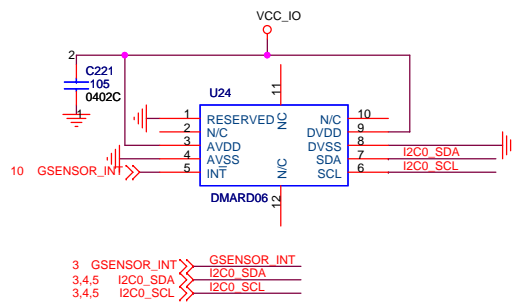 VCC_IO
2
C221
105
0402C
1
U24
11
NC
1 RESERVED N/C 10
2 N/C DVDD 9
3 AVDD DVSS 8
4 AVSS N/C SDA 7 I2C0_SDA
10 GSENSOR_INT 5 INT SCL 6 I2C0_SCL
DMARD06
12
3 GSENSOR_INT GSENSOR_INT
3,4,5 I2C0_SDA I2C0_SDA
3,4,5 I2C0_SCL I2C0_SCL